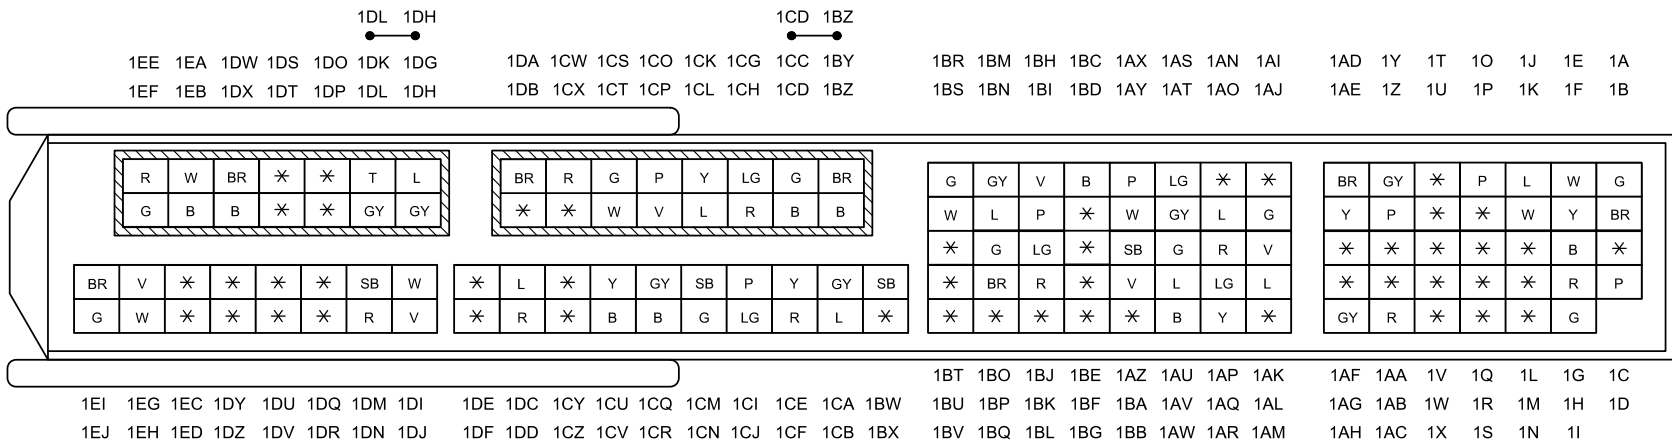 1DL 1DH 1CD 1BZ
1EE 1EA 1DW 1DS 1DO 1DK 1DG 1DA 1CW 1CS 1CO 1CK 1CG 1CC 1BY 1BR 1BM 1BH 1BC 1AX 1AS 1AN 1AI 1AD 1Y 1T 1O 1J 1E 1A
1EF 1EB 1DX 1DT 1DP 1DL 1DH 1DB 1CX 1CT 1CP 1CL 1CH 1CD 1BZ 1BS 1BN 1BI 1BD 1AY 1AT 1AO 1AJ 1AE 1Z 1U 1P 1K 1F 1B
R W BR * * T L
G B B * * GY GY
BR R G P Y LG G BR
* * W V L R B B
G GY V B P LG * *
W L P * W GY L G
* G LG * SB G R V
* BR R * V L LG L
* * * * * B Y *
BR GY * P L W G
Y P * * W Y BR
* * * * * B *
* * * * * R P
GY R * * * G
BR V * * * * SB W
G W * * * * R V
* L * Y GY SB P Y GY SB
* R * B B G LG R L *
1BT 1BO 1BJ 1BE 1AZ 1AU 1AP 1AK 1AF 1AA 1V 1Q 1L 1G 1C
1EI 1EG 1EC 1DY 1DU 1DQ 1DM 1DI 1DE 1DC 1CY 1CU 1CQ 1CM 1CI 1CE 1CA 1BW 1BU 1BP 1BK 1BF 1BA 1AV 1AQ 1AL 1AG 1AB 1W 1R 1M 1H 1D
1EJ 1EH 1ED 1DZ 1DV 1DR 1DN 1DJ 1DF 1DD 1CZ 1CV 1CR 1CN 1CJ 1CF 1CB 1BX 1BV 1BQ 1BL 1BG 1BB 1AW 1AR 1AM 1AH 1AC 1X 1S 1N 1I